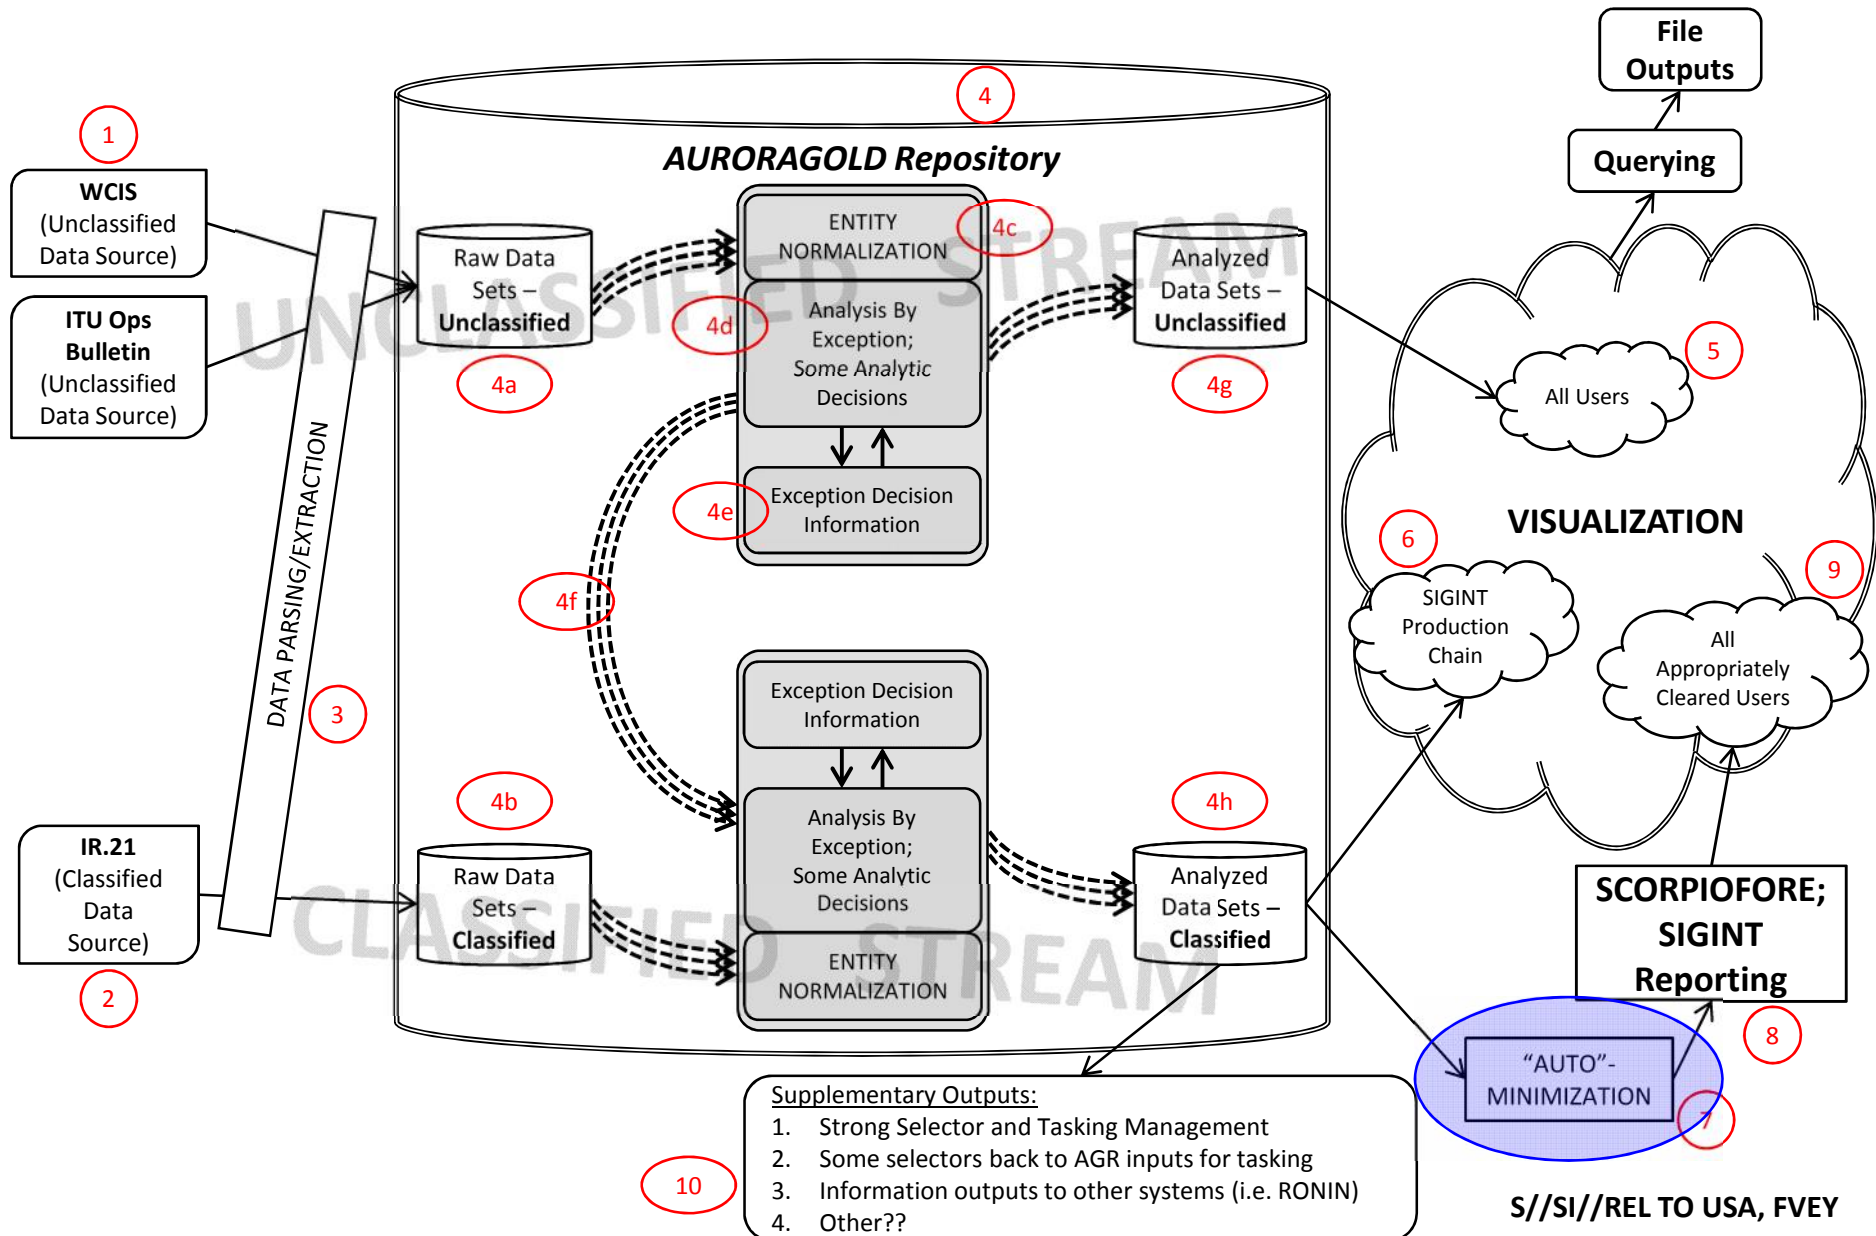 File
Outputs
Querying
4
1
AURORAGOLD Repository
WCIS
(Unclassified
Data Source)
ITU Ops
Bulletin
(Unclassified
Data Source)
DATA PARSING/EXTRACTION
3
IR.21
(Classified
Data
Source)
2
UNCLASSIFIED STREAM
Raw Data
Sets –
Unclassified
4a
ENTITY
NORMALIZATION
4c
Analysis By
Exception;
Some Analytic
Decisions
4d
Exception Decision
Information
4e
4f
Analyzed
Data Sets –
Unclassified
4g
Exception Decision
Information
Analysis By
Exception;
Some Analytic
Decisions
ENTITY
NORMALIZATION
4b
Raw Data
Sets –
Classified
CLASSIFIED STREAM
4h
Analyzed
Data Sets –
Classified
All Users
5
VISUALIZATION
6
SIGINT
Production
Chain
9
All
Appropriately
Cleared Users
SCORPIOFORE;
SIGINT
Reporting
8
“AUTO”-
MINIMIZATION
7
Supplementary Outputs:
1. Strong Selector and Tasking Management
2. Some selectors back to AGR inputs for tasking
3. Information outputs to other systems (i.e. RONIN)
4. Other??
10
S//SI//REL TO USA, FVEY